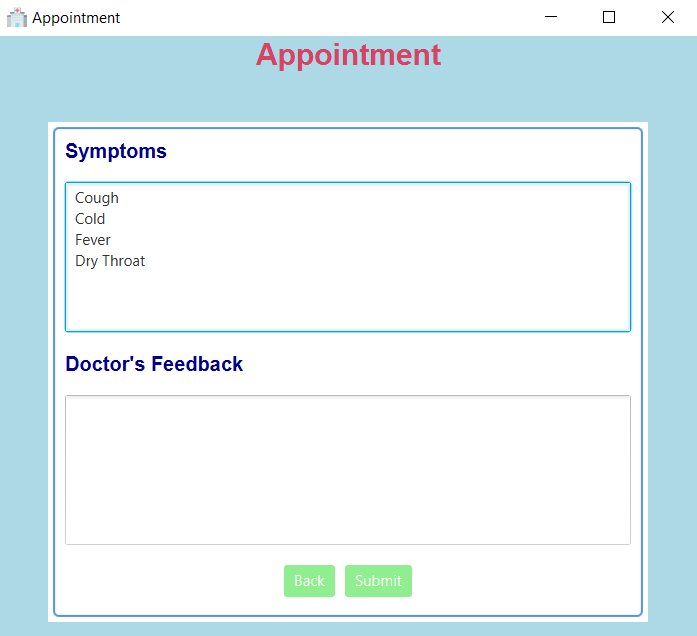 Appointment
Appointment
Symptoms
Cough
Cold
Fever
Dry Throat
Doctor's Feedback
Back Submit